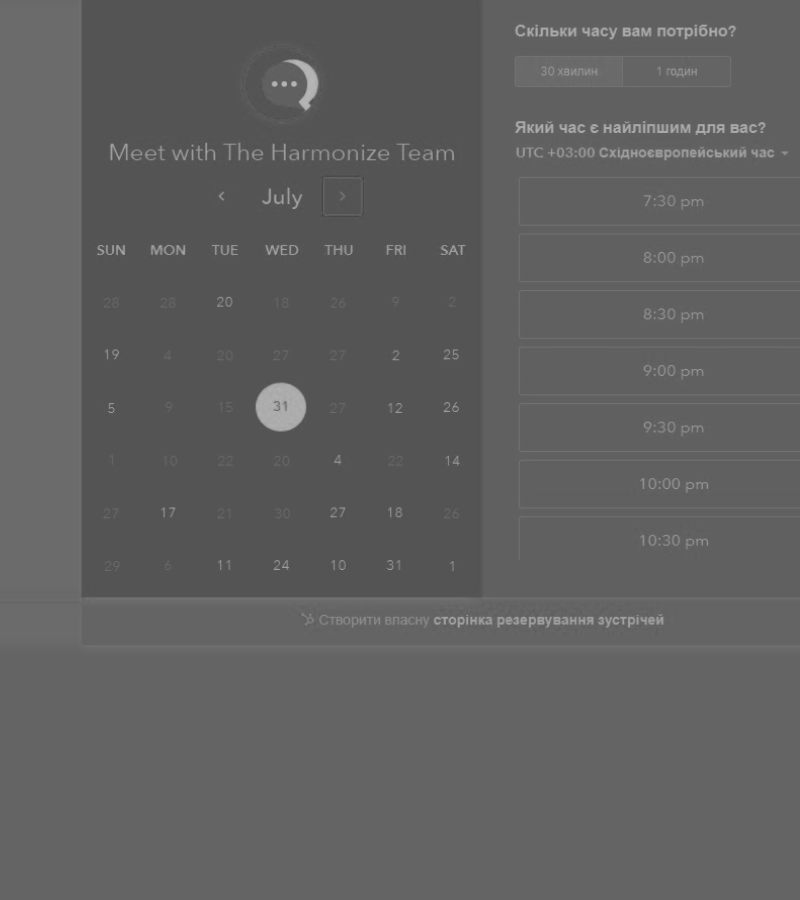 Meet with The Harmonize Team
July
SUN MON TUE WED THU FRI SAT
28 28 20 18 26 9 2
19 4 20 27 27 2 25
5 9 15 31 27 12 26
1 10 22 20 4 22 14
27 17 21 30 27 18 26
29 6 11 24 10 31 1
Скільки часу вам потрібно?
30 хвилин 1 годин
Який час є найліпшим для вас?
UTC +03:00 Східноєвропейський час
7:30 pm
8:00 pm
8:30 pm
9:00 pm
9:30 pm
10:00 pm
10:30 pm
Створити власну сторінка резервування зустрічей